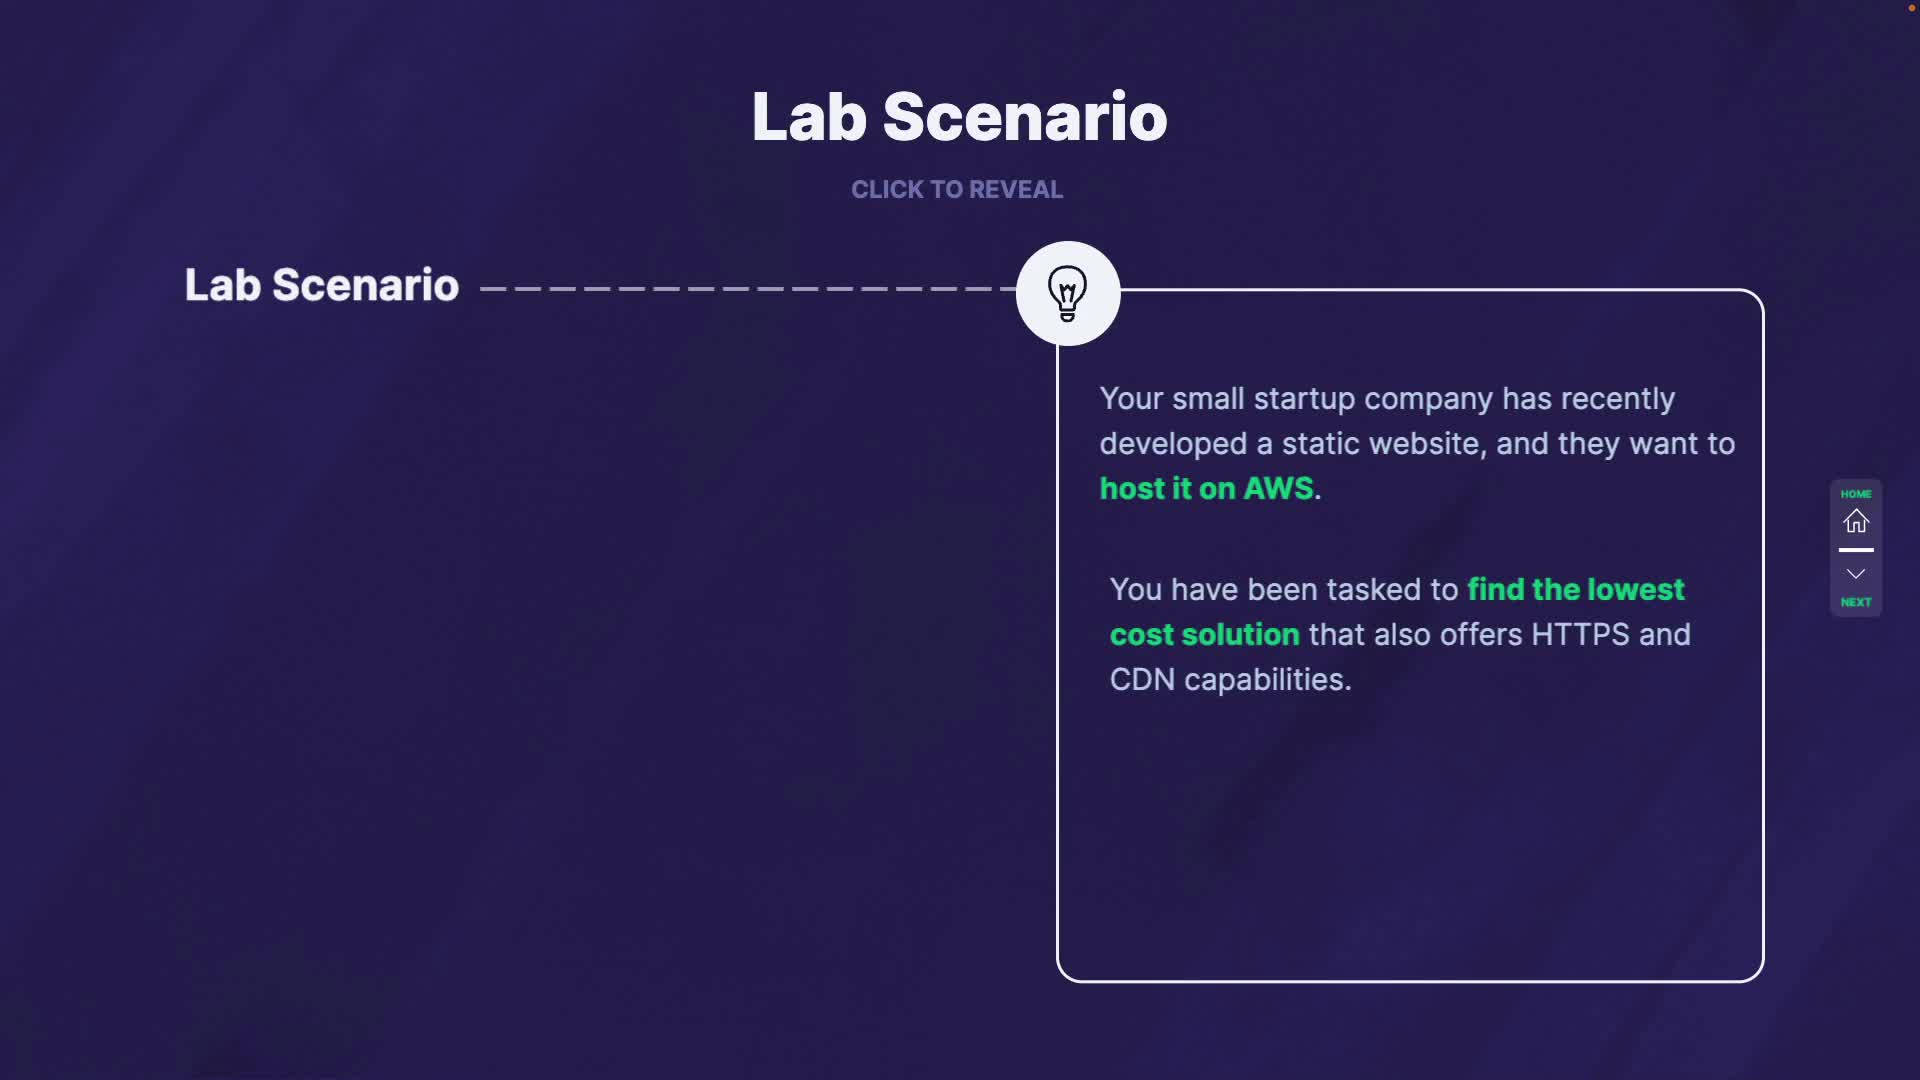 Lab Scenario
CLICK TO REVEAL
Lab Scenario
Your small startup company has recently
developed a static website, and they want to
host it on AWS.
You have been tasked to find the lowest
cost solution that also offers HTTPS and
CDN capabilities.
HOME
NEXT